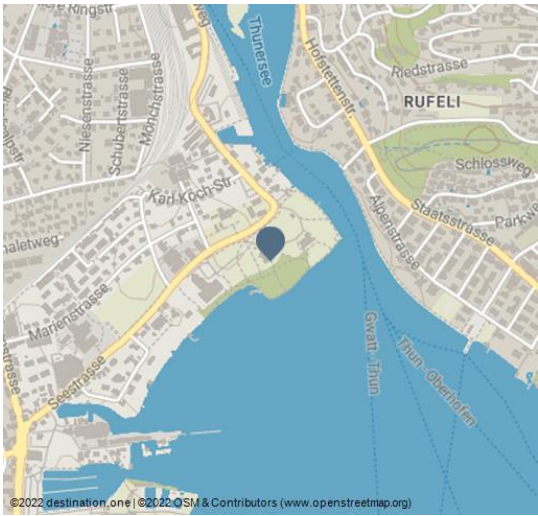 Thunersee
Hofstettenstr.
Riedstrasse
RUFELI
Niesenstrasse
Schubertstrasse
Mönchstrasse
Schlossweg
Karl-Koch-Str.
Staatsstrasse
Alpenstrasse
Marienstrasse
Seestrasse
Gwatt - Thun
Thun - Oberhofen
©2022 destination.one | ©2022 OSM & Contributors (www.openstreetmap.org)